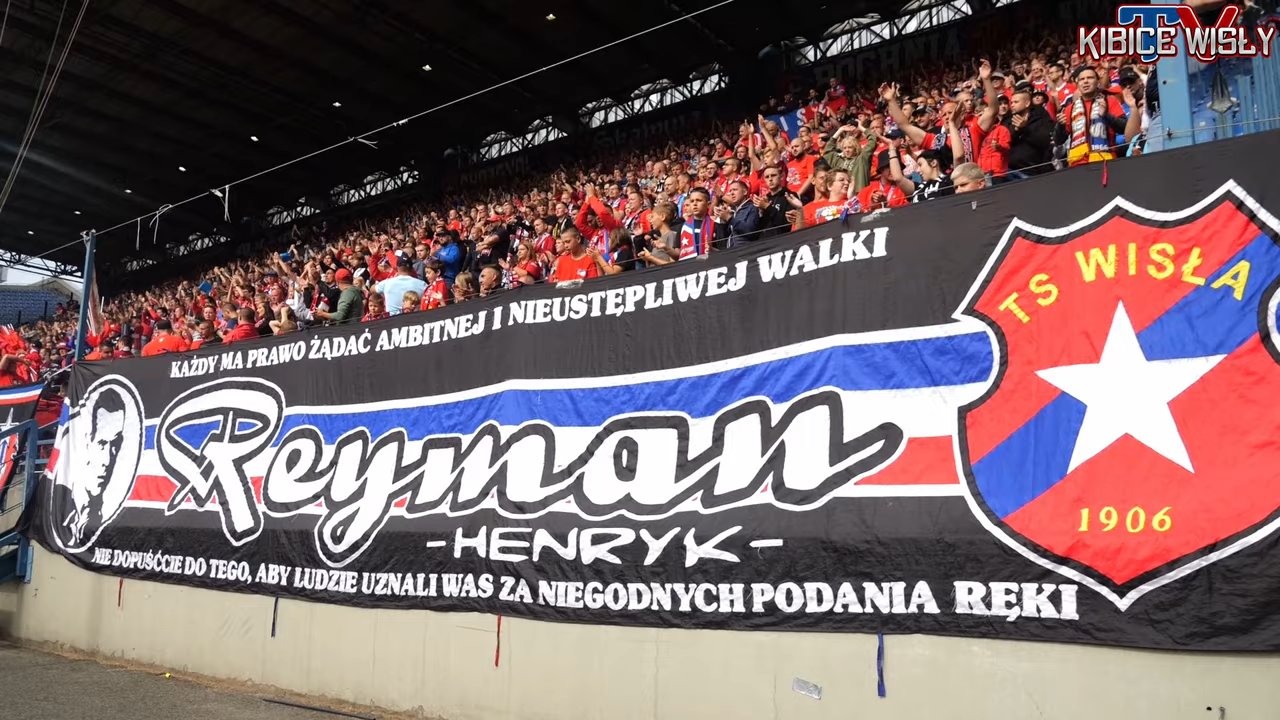 TV
KIBICE WISŁY
KAŻDY MA PRAWO ŻĄDAĆ AMBITNEJ I NIEUSTĘPLIWEJ WALKI
TS WISŁA
Reyman
-HENRYK-
1906
NIE DOPUŚĆCIE DO TEGO, ABY LUDZIE UZNALI WAS ZA NIEGODNYCH PODANIA RĘKI